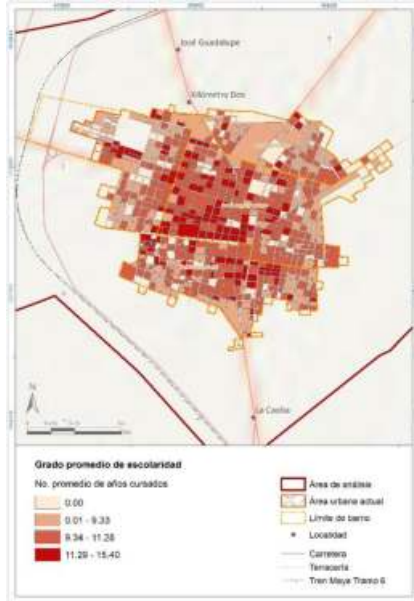 José Guadalupe
Kilómetro Dos
La Ceiba
N
Grado promedio de escolaridad
No. promedio de años cursados
0.00
0.01 - 9.33
9.34 - 11.28
11.29 - 15.40
Área de análisis
Área urbana actual
Límite de barrio
Localidad
Carretera
Terracería
Tren Maya Tramo 6